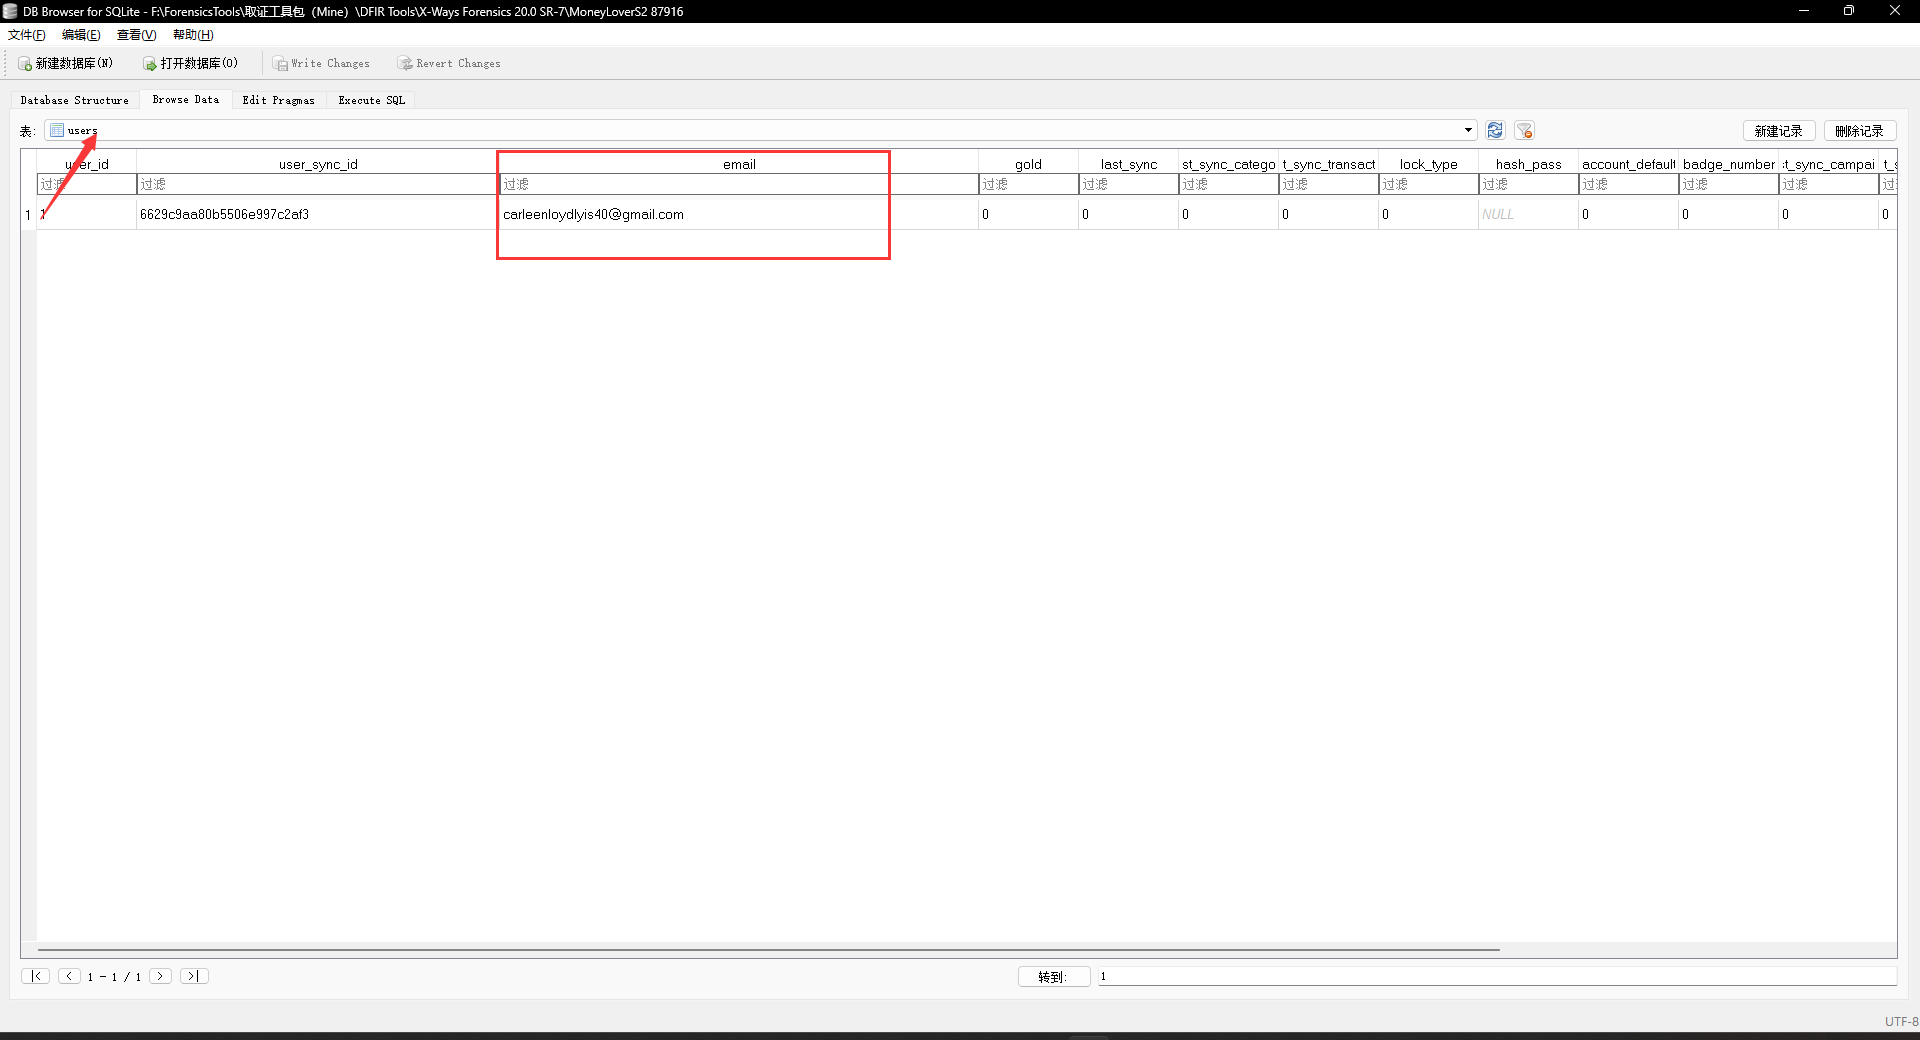 DB Browser for SQLite - F:\ForensicsTools\取证工具包（Mine）\DFIR Tools\X-Ways Forensics 20.0 SR-7\MoneyLoverS2 87916
文件(F) 编辑(E) 查看(V) 帮助(H)
新建数据库(N) 打开数据库(O) Write Changes Revert Changes
Database Structure Browse Data Edit Pragmas Execute SQL
表: users 新建记录 删除记录
user_id user_sync_id email gold last_sync st_sync_catego t_sync_transact lock_type hash_pass account_default badge_number t_sync_campai t_s
过滤 过滤 过滤 过滤 过滤 过滤 过滤 过滤 过滤 过滤 过滤 过滤 过滤
1 1 6629c9aa80b5506e997c2af3 carleenloydlyis40@gmail.com 0 0 0 0 0 NULL 0 0 0 0
1 - 1 / 1 转到: 1
UTF-8